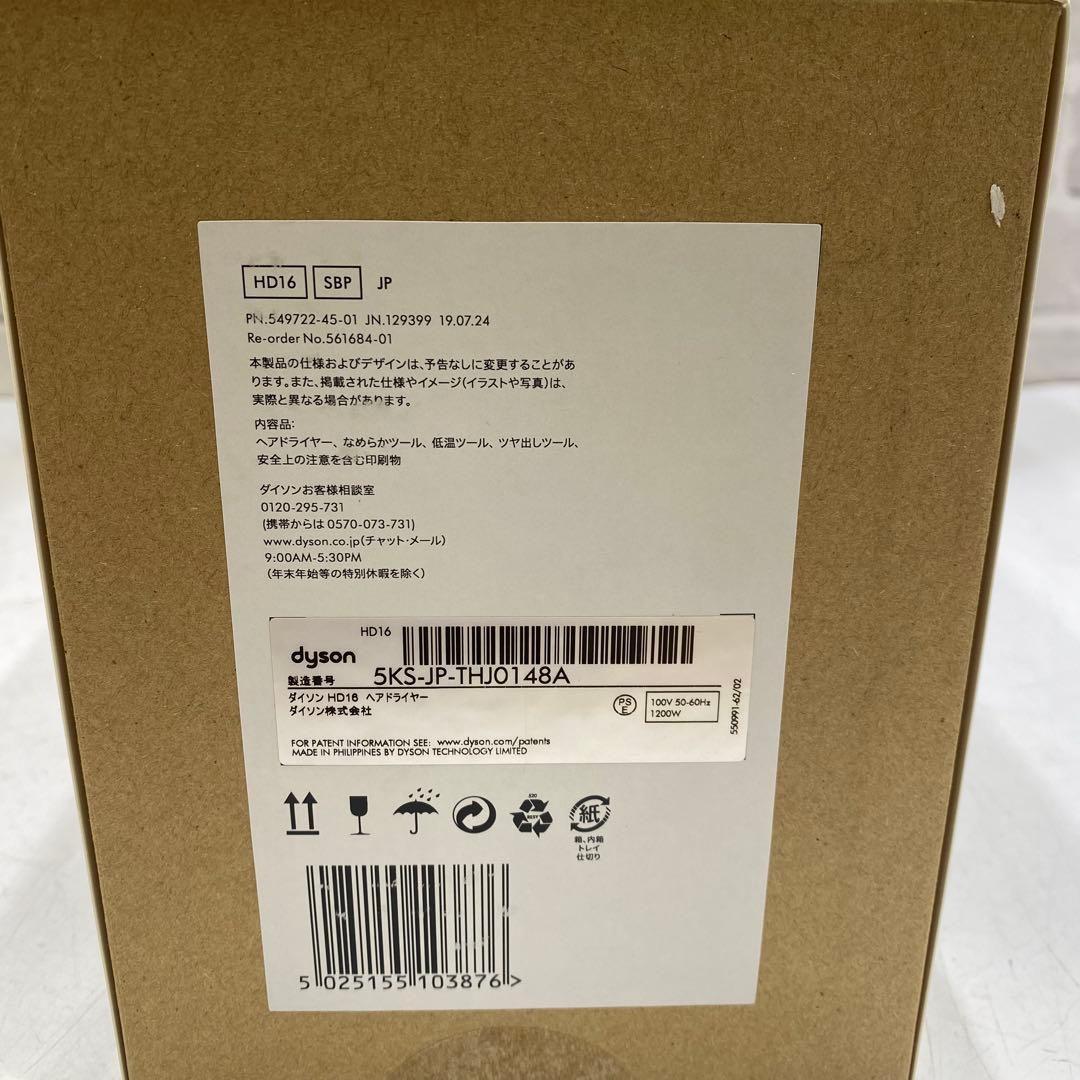 HD16 SBP JP
PN.549722-45-01 JN.129399 19.07.24
Re-order No.561684-01
本製品の仕様およびデザインは、予告なしに変更することがあ
ります。また、掲載された仕様やイメージ(イラストや写真)は、
実際と異なる場合があります。
内容品:
ヘアドライヤー、なめらかツール、低温ツール、ツヤ出しツール、
安全上の注意を含む印刷物
ダイソンお客様相談室
0120-295-731
(携帯からは 0570-073-731)
www.dyson.co.jp(チャット・メール)
9:00AM-5:30PM
(年末年始等の特別休暇を除く)
HD16
dyson
製造番号 5KS-JP-THJ0148A
ダイソン HD16 ヘアドライヤー
ダイソン株式会社
PS
E
100V 50-60Hz
1200W
550991-62/02
FOR PATENT INFORMATION SEE: www.dyson.com/patents
MADE IN PHILIPPINES BY DYSON TECHNOLOGY LIMITED
紙
箱、内箱
トレイ
仕切り
5 025155 103876 >